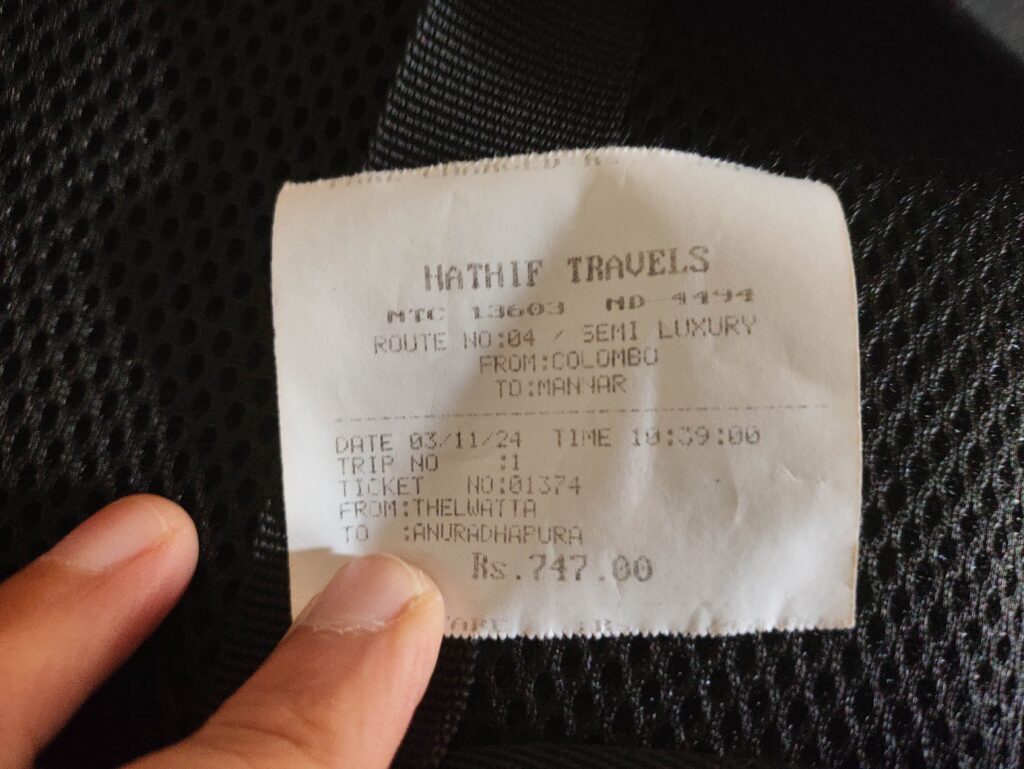 HATHIF TRAVELS
NTC 13603 ND-4494
ROUTE NO:04 / SEMI LUXURY
FROM:COLOMBO
TO:MANNAR
DATE 03/11/24 TIME 10:39:00
TRIP NO :1
TICKET NO:01374
FROM:THELWATTA
TO :ANURADHAPURA
Rs.747.00